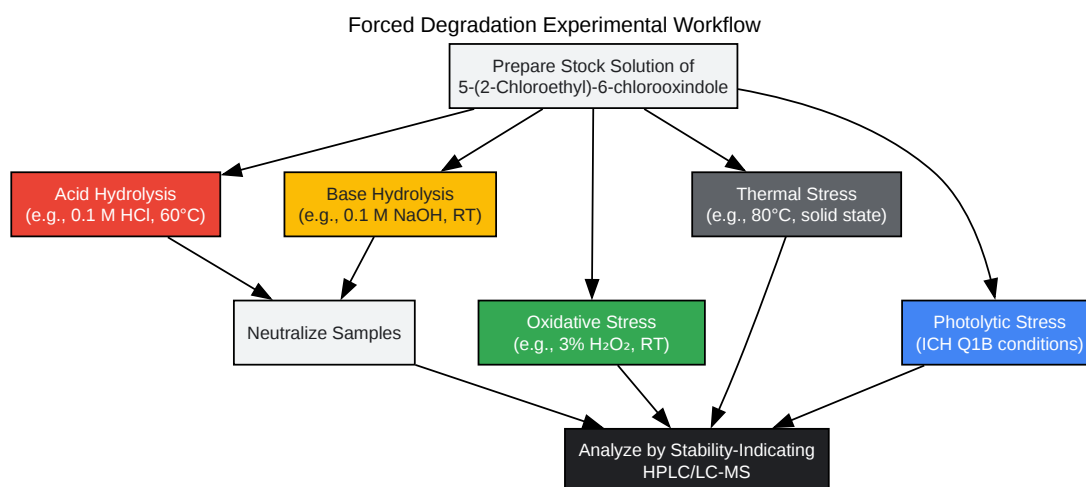 Forced Degradation Experimental Workflow
Prepare Stock Solution of
5-(2-Chloroethyl)-6-chlorooxindole
Acid Hydrolysis
(e.g., 0.1 M HCl, 60°C)
Base Hydrolysis
(e.g., 0.1 M NaOH, RT)
Thermal Stress
(e.g., 80°C, solid state)
Neutralize Samples
Oxidative Stress
(e.g., 3% H₂O₂, RT)
Photolytic Stress
(ICH Q1B conditions)
Analyze by Stability-Indicating
HPLC/LC-MS